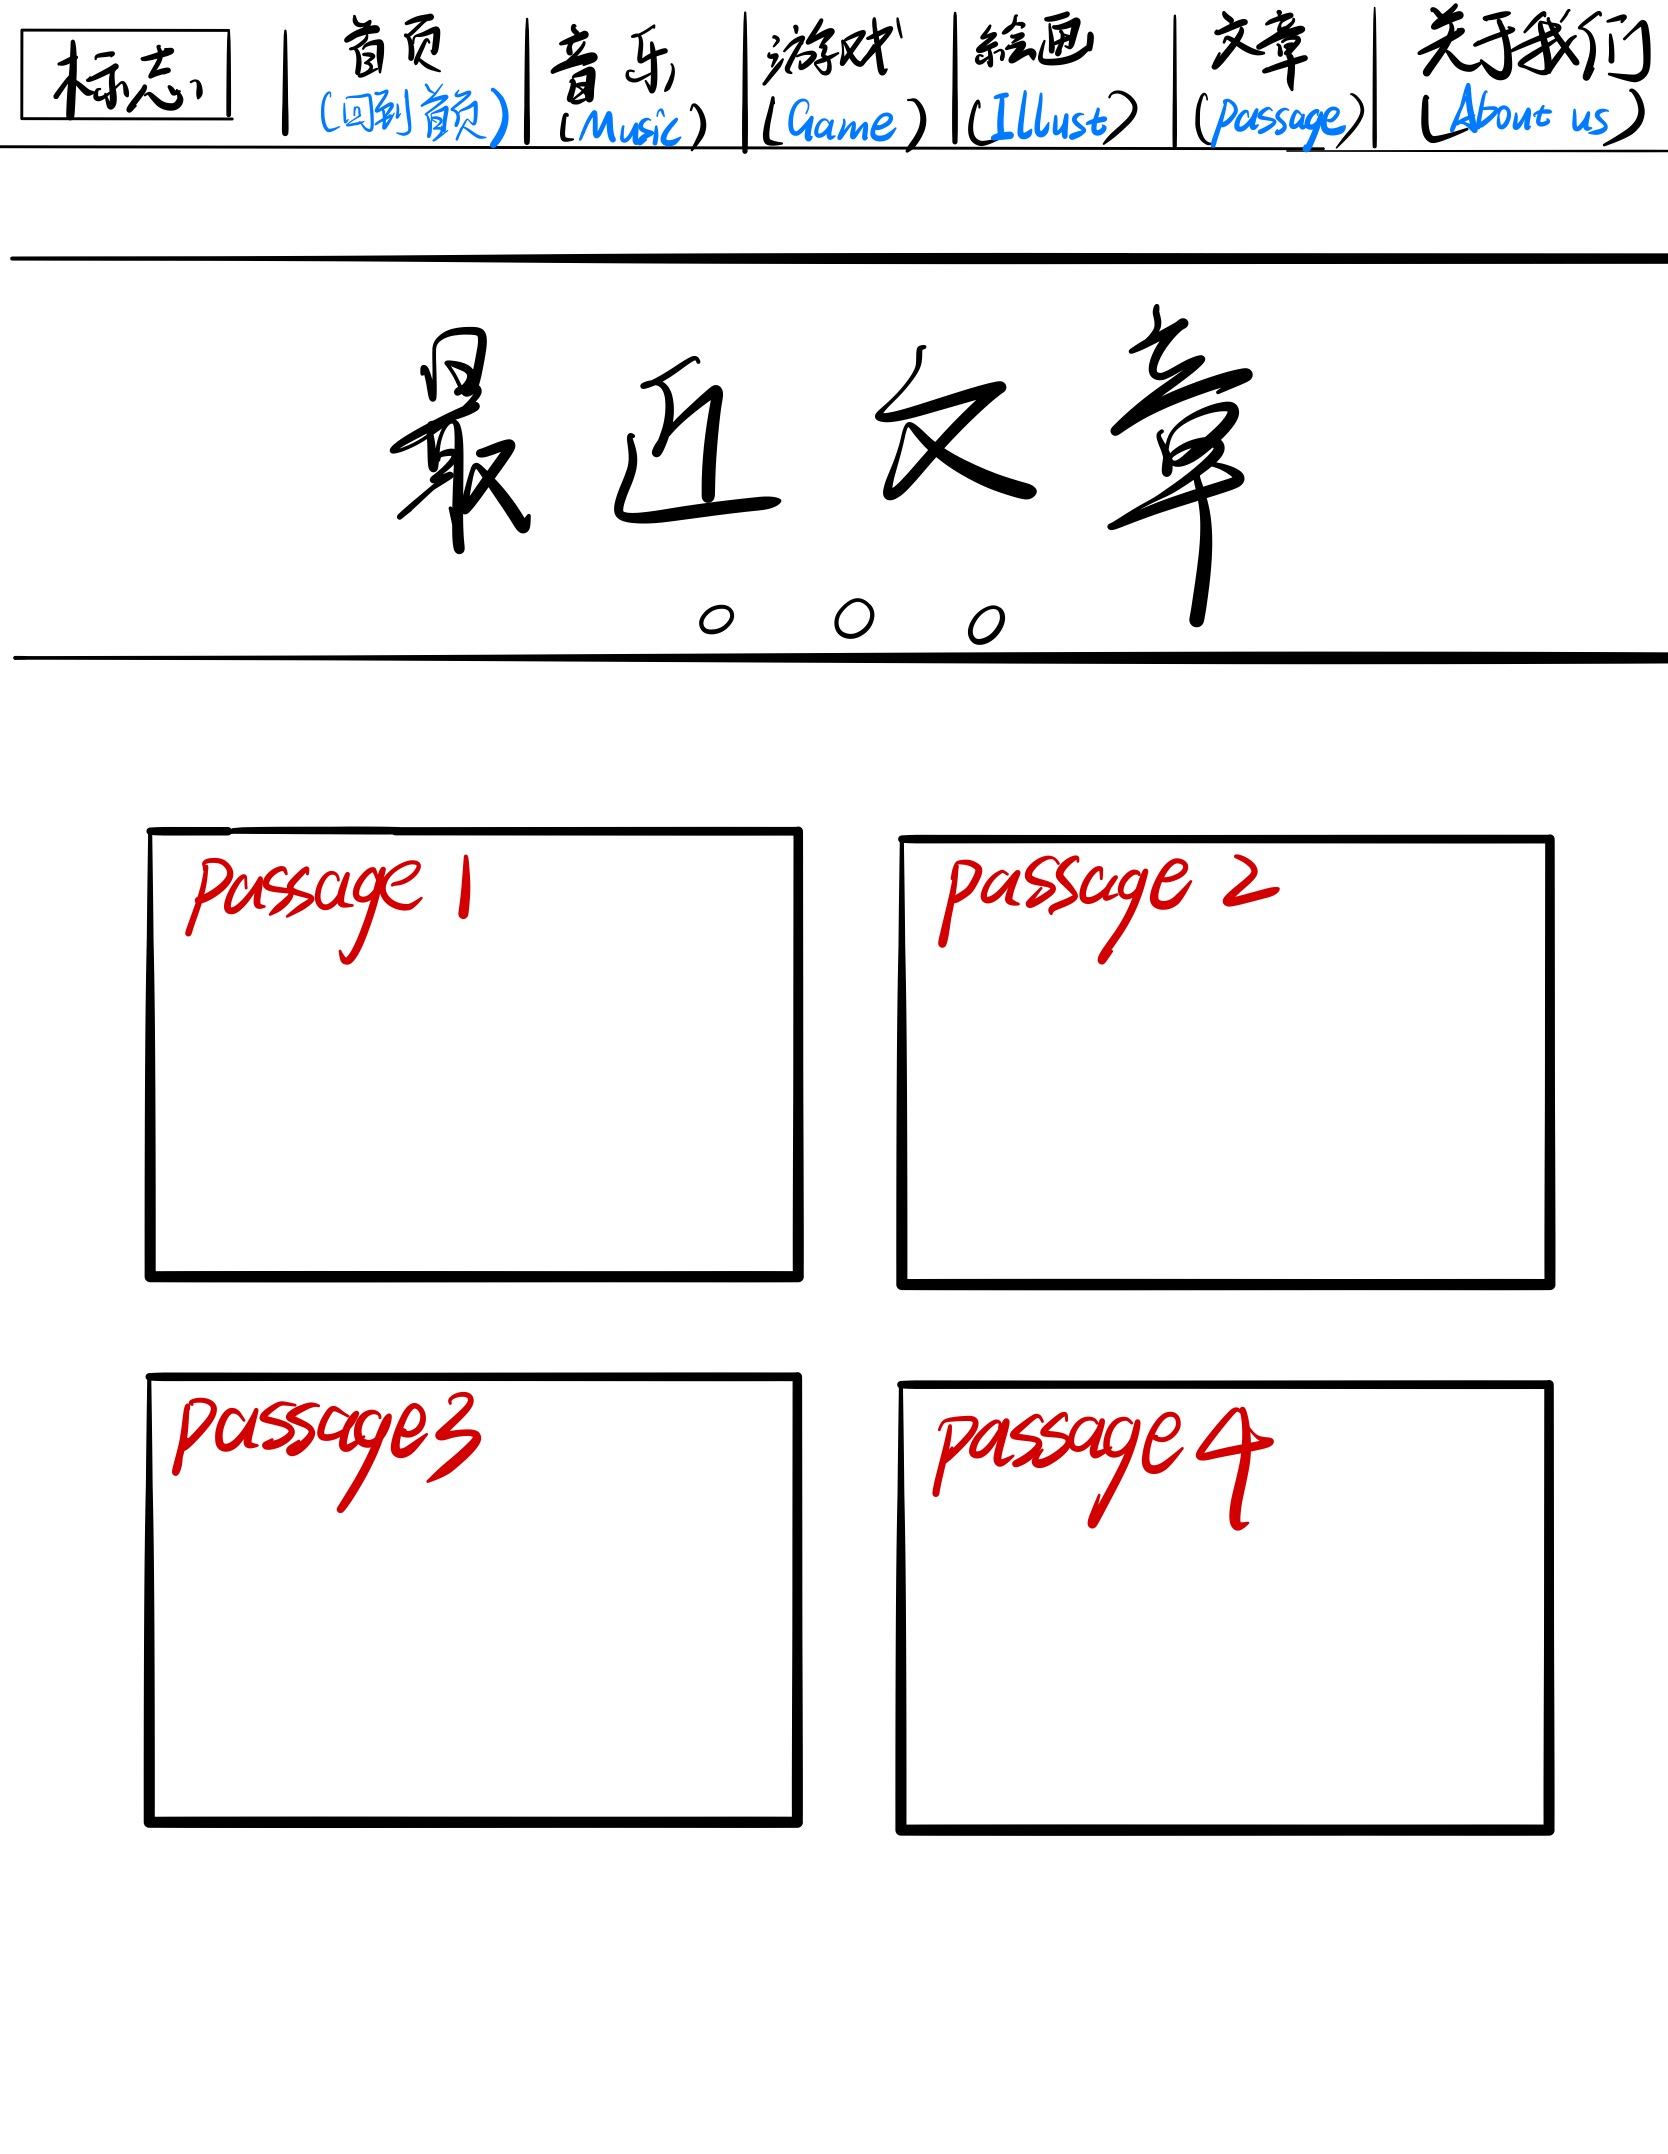 标志
首页
(回到首页)
音乐
(Music)
游戏
(Game)
絵画
(Illust)
文章
(passage)
关于我们
(About us)
最近文章
passage 1
passage 2
passage3
passage4